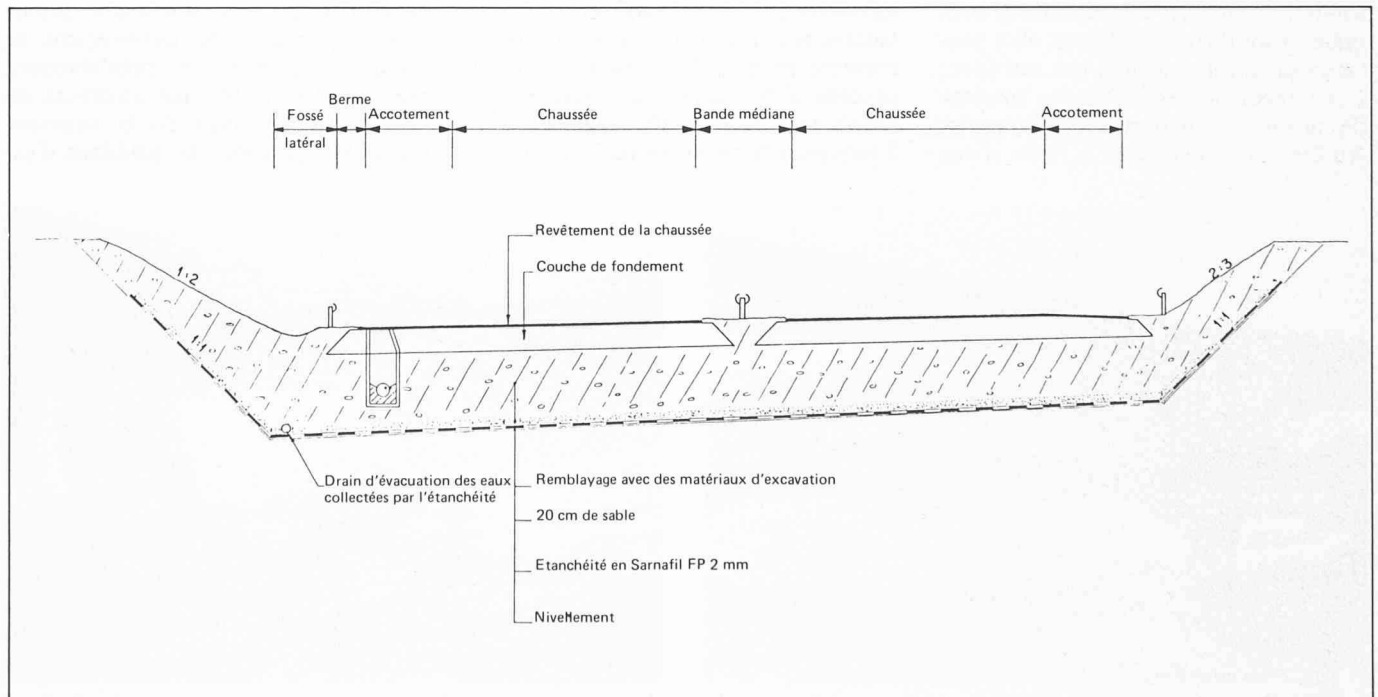 Fossé
latéral
Berme
Accotement
Chaussée
Bande médiane
Chaussée
Accotement
Revêtement de la chaussée
Couche de fondement
1:2
2:3
1:1
1:1
Drain d'évacuation des eaux
collectées par l'étanchéité
Remblayage avec des matériaux d'excavation
20 cm de sable
Etanchéité en Sarnafil FP 2 mm
Nivellement